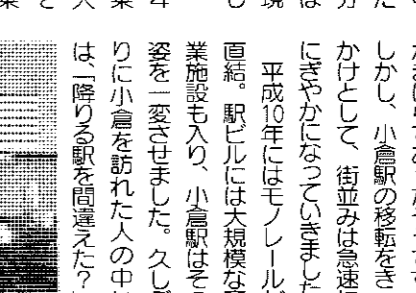 しかし、小倉駅の移転をき
かけとして、街並みは急速に
にぎやかになっていきました
平成10年にはモノレールが
直結。駅ビルには大規模な
業施設も入り、小倉駅はその
姿を一変させました。久しぶ
りに小倉を訪れた人の中に
は、「降りる駅を間違えた？